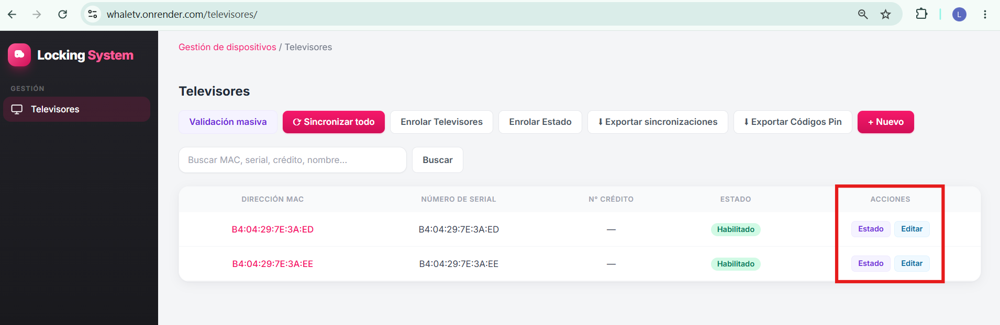 whaletv.onrender.com/televisores/
L
Locking System
GESTIÓN
Televisores
Gestión de dispositivos / Televisores
Televisores
Validación masiva
⟳ Sincronizar todo
Enrolar Televisores
Enrolar Estado
⬇ Exportar sincronizaciones
⬇ Exportar Códigos Pin
+ Nuevo
Buscar MAC, serial, crédito, nombre...
Buscar
DIRECCIÓN MAC NÚMERO DE SERIAL N° CRÉDITO ESTADO ACCIONES
B4:04:29:7E:3A:ED B4:04:29:7E:3A:ED — Habilitado Estado Editar
B4:04:29:7E:3A:EE B4:04:29:7E:3A:EE — Habilitado Estado Editar